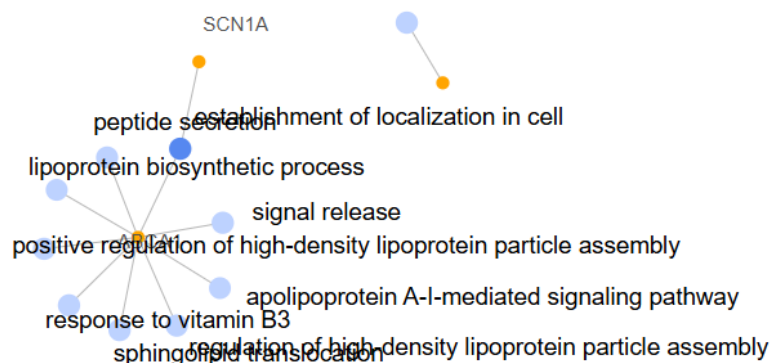 SCN1A
establishment of localization in cell
peptide secretion
lipoprotein biosynthetic process
signal release
positive regulation of high-density lipoprotein particle assembly
apolipoprotein A-I-mediated signaling pathway
response to vitamin B3
regulation of high-density lipoprotein particle assembly
sphingolipid translocation